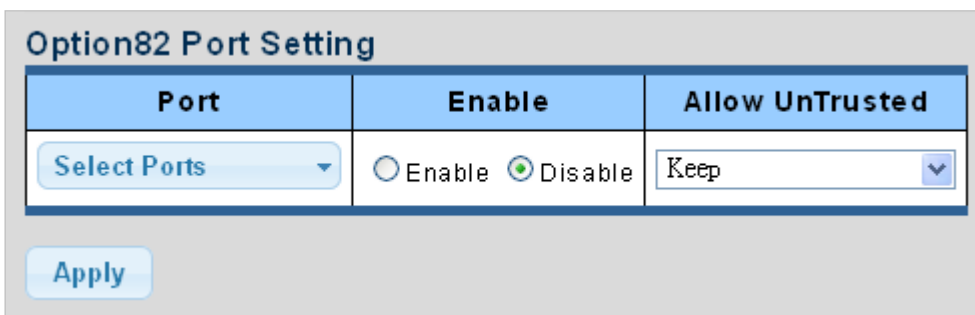 Option82 Port Setting
Port Enable Allow UnTrusted
Select Ports Enable Disable Keep
Apply